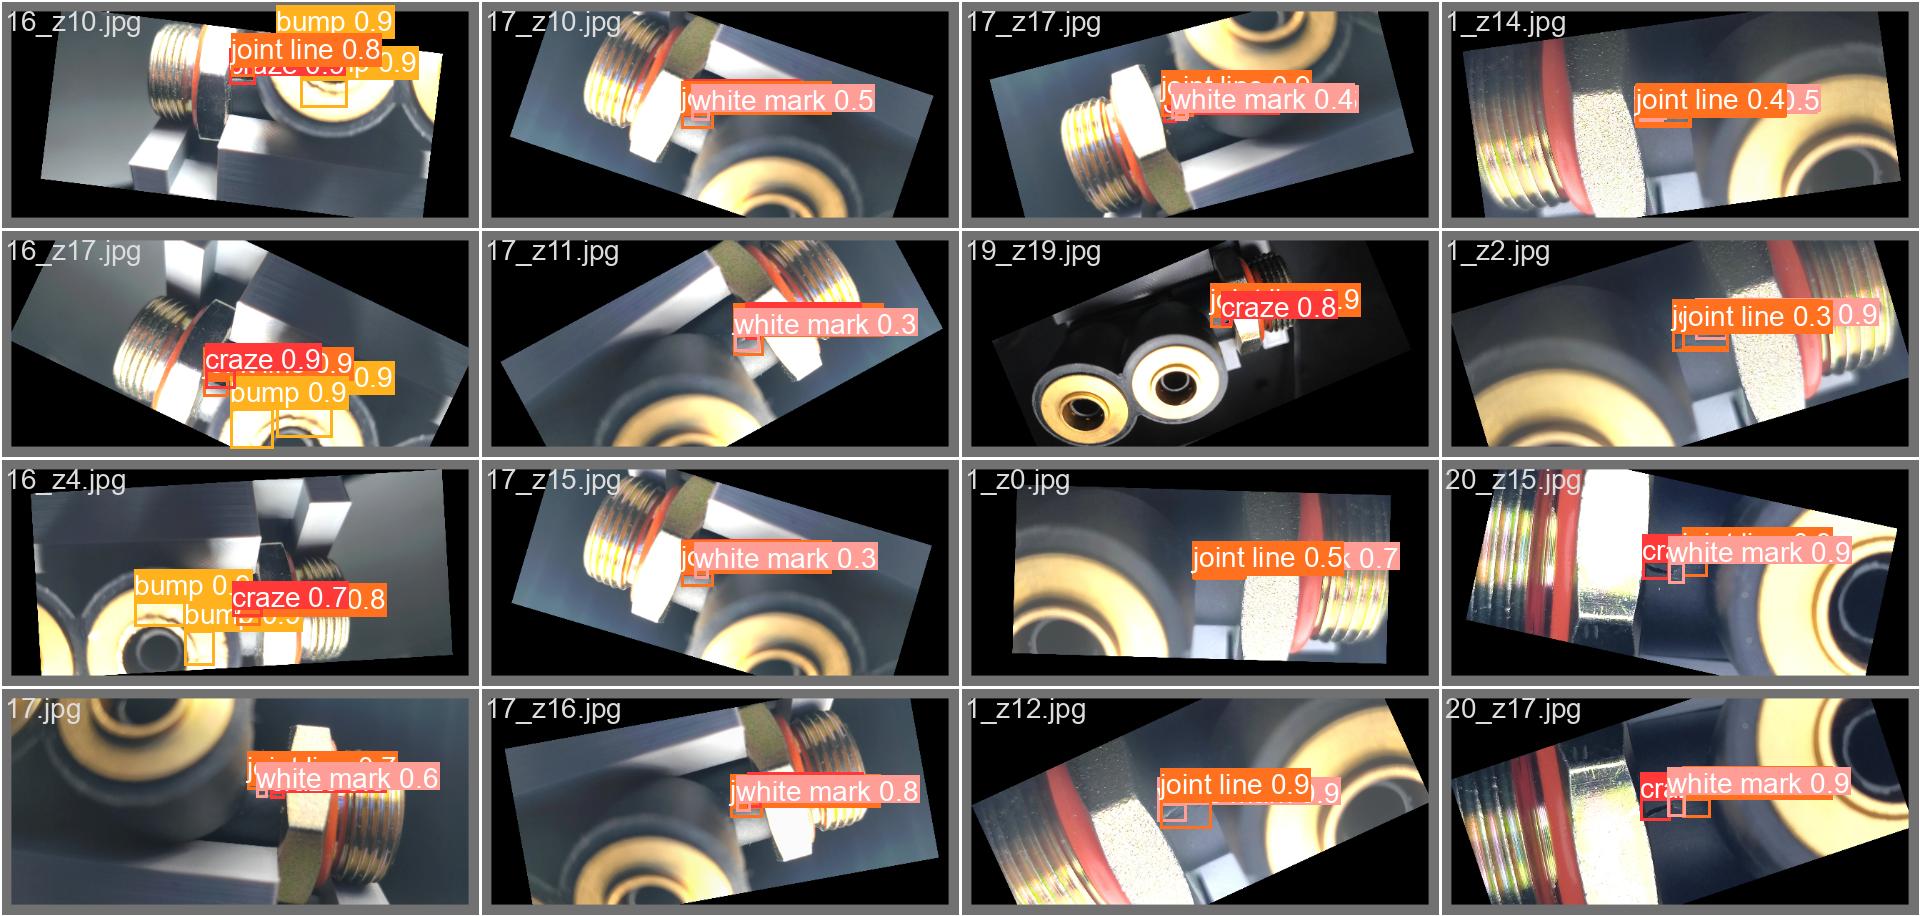 16_z10.jpg
bump 0.9
joint line 0.8
0.9
17_z10.jpg
white mark 0.5
17_z17.jpg
joint line 0.9
white mark 0.4
1_z14.jpg
joint line 0.4
0.5
16_z17.jpg
craze 0.9
0.9
0.9
bump 0.9
17_z11.jpg
white mark 0.3
19_z19.jpg
0.9
craze 0.8
1_z2.jpg
joint line 0.3
0.9
16_z4.jpg
bump 0.
craze 0.7
0.8
17_z15.jpg
white mark 0.3
1_z0.jpg
joint line 0.5
k 0.7
20_z15.jpg
white mark 0.9
17.jpg
white mark 0.6
17_z16.jpg
white mark 0.8
1_z12.jpg
joint line 0.9
20_z17.jpg
white mark 0.9